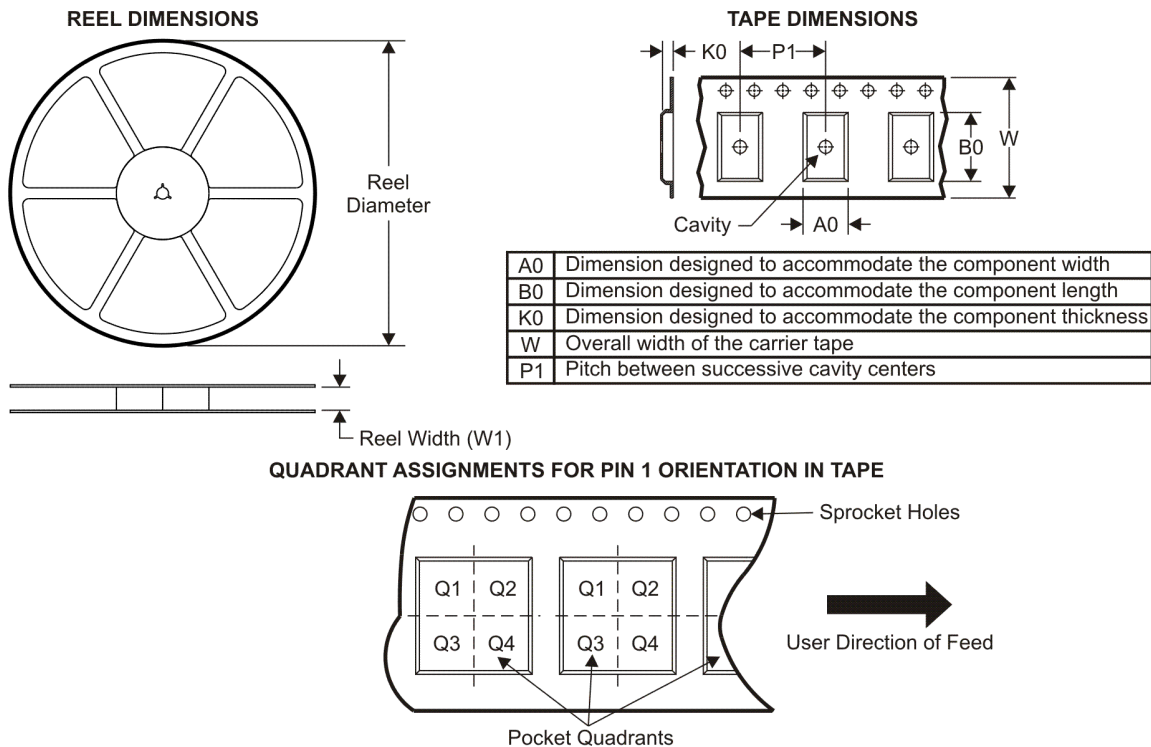 REEL DIMENSIONS
Reel
Diameter
Reel Width (W1)
TAPE DIMENSIONS
K0
P1
B0
W
Cavity
A0
A0 Dimension designed to accommodate the component width
B0 Dimension designed to accommodate the component length
K0 Dimension designed to accommodate the component thickness
W Overall width of the carrier tape
P1 Pitch between successive cavity centers
QUADRANT ASSIGNMENTS FOR PIN 1 ORIENTATION IN TAPE
Sprocket Holes
Q1 Q2 Q1 Q2
Q3 Q4 Q3 Q4
User Direction of Feed
Pocket Quadrants